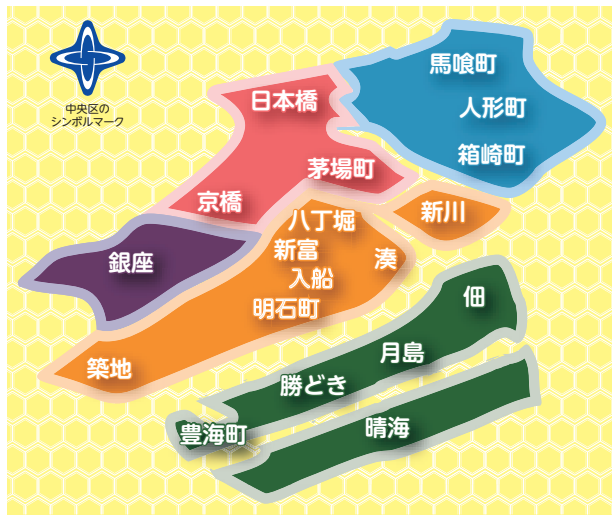 中央区の
シンボルマーク
馬喰町
日本橋
人形町
箱崎町
茅場町
京橋
新川
八丁堀
新富
湊
入船
銀座
明石町
築地
佃
月島
勝どき
晴海
豊海町